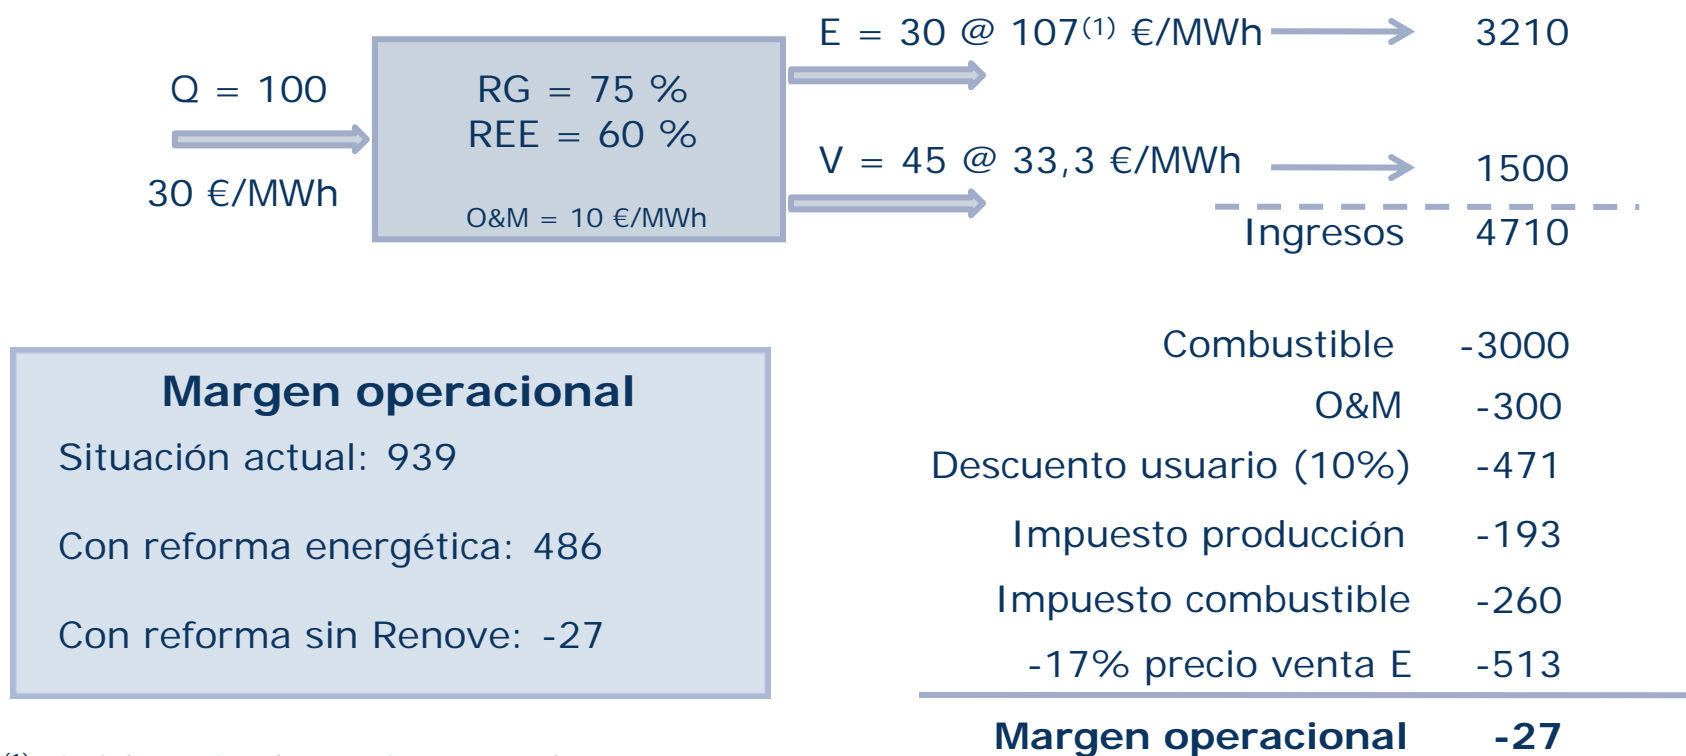 E = 30 @ 107(1) €/MWh 3210
Q = 100
30 €/MWh
RG = 75 %
REE = 60 %
O&M = 10 €/MWh
V = 45 @ 33,3 €/MWh 1500
Ingresos 4710
Margen operacional
Situación actual: 939
Con reforma energética: 486
Con reforma sin Renove: -27
Combustible -3000
O&M -300
Descuento usuario (10%) -471
Impuesto producción -193
Impuesto combustible -260
-17% precio venta E -513
Margen operacional -27